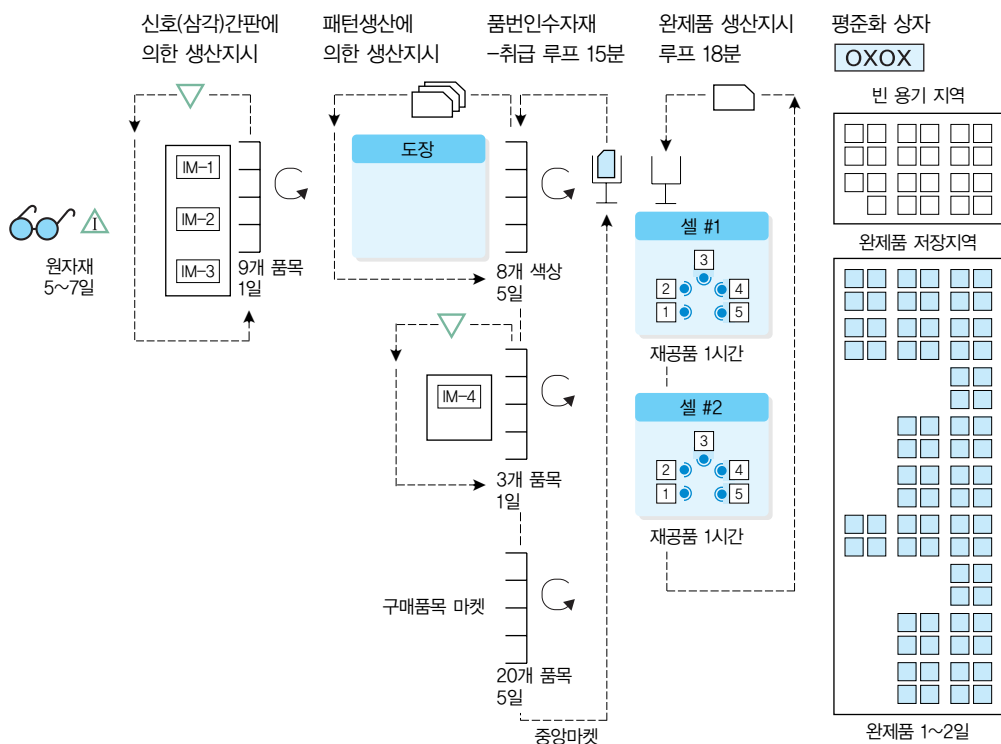 신호(삼각)간판에
의한 생산지시
패턴생산에
의한 생산지시
품번인수자재
-취급 루프 15분
완제품 생산지시
루프 18분
평준화 상자
OXOX
빈 용기 지역
IM-1
IM-2
IM-3
I
원자재
5~7일
9개 품목
1일
도장
8개 색상
5일
IM-4
3개 품목
1일
구매품목 마켓
20개 품목
5일
중앙마켓
셀 #1
3
2
4
1
5
재공품 1시간
셀 #2
3
2
4
1
5
재공품 1시간
완제품 저장지역
완제품 1~2일